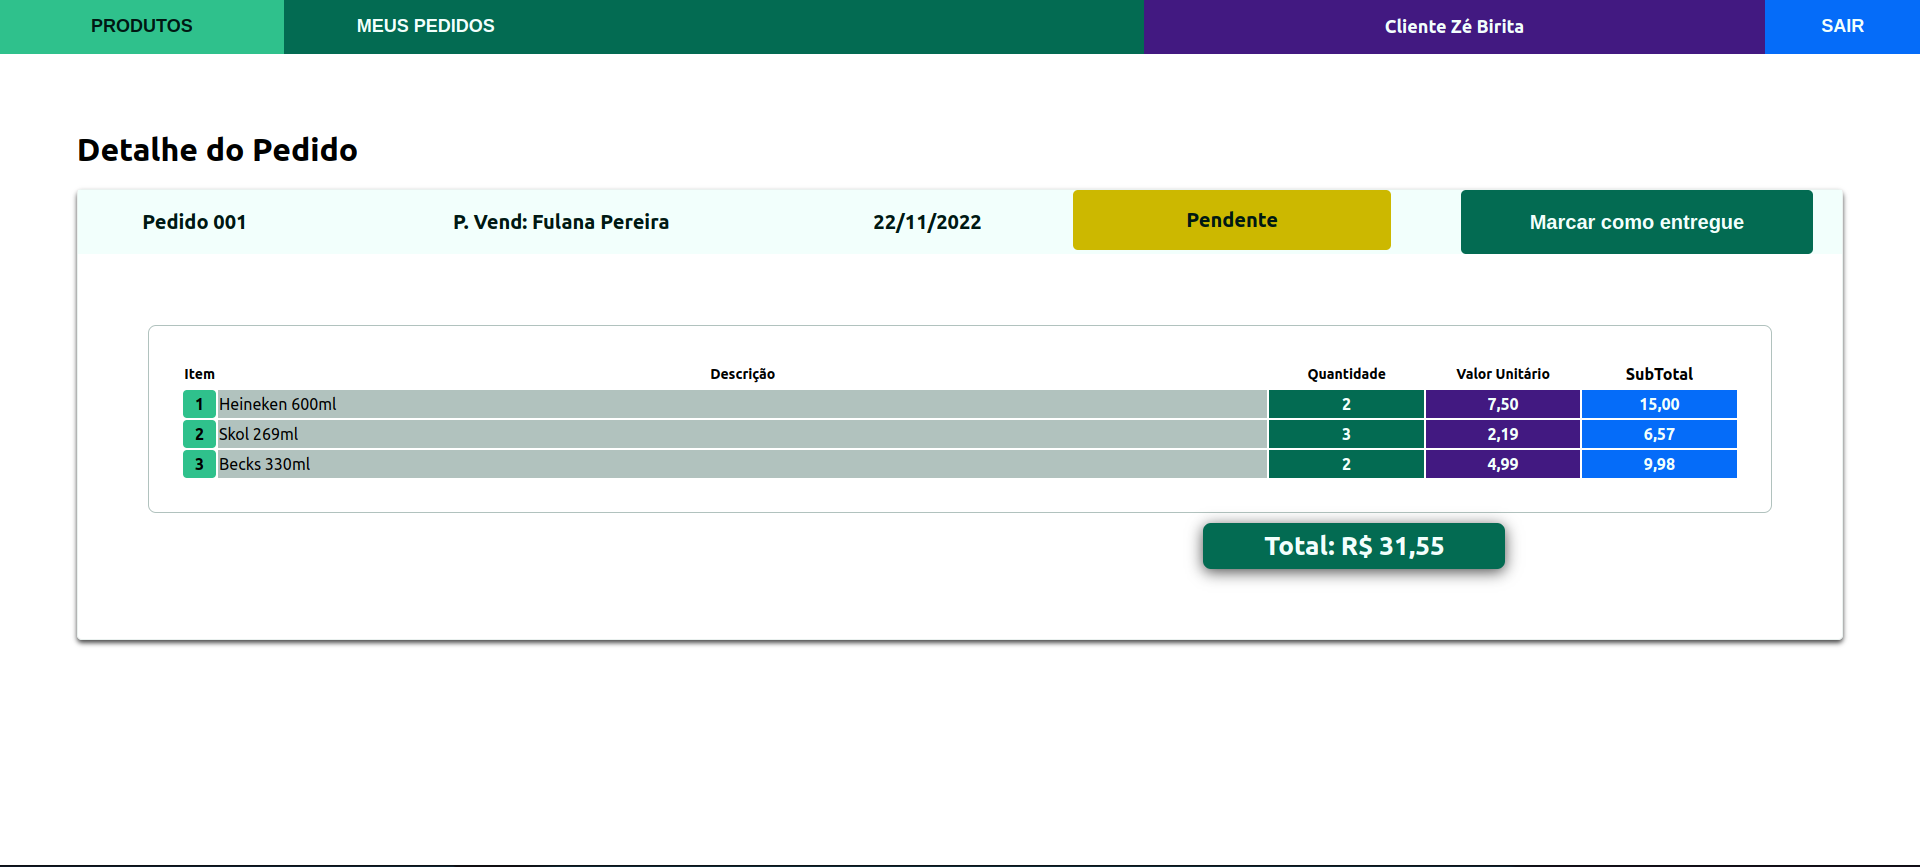 PRODUTOS MEUS PEDIDOS Cliente Zé Birita SAIR
Detalhe do Pedido
Pedido 001 P. Vend: Fulana Pereira 22/11/2022 Pendente Marcar como entregue
Item Descrição Quantidade Valor Unitário SubTotal
1 Heineken 600ml 2 7,50 15,00
2 Skol 269ml 3 2,19 6,57
3 Becks 330ml 2 4,99 9,98
Total: R$ 31,55